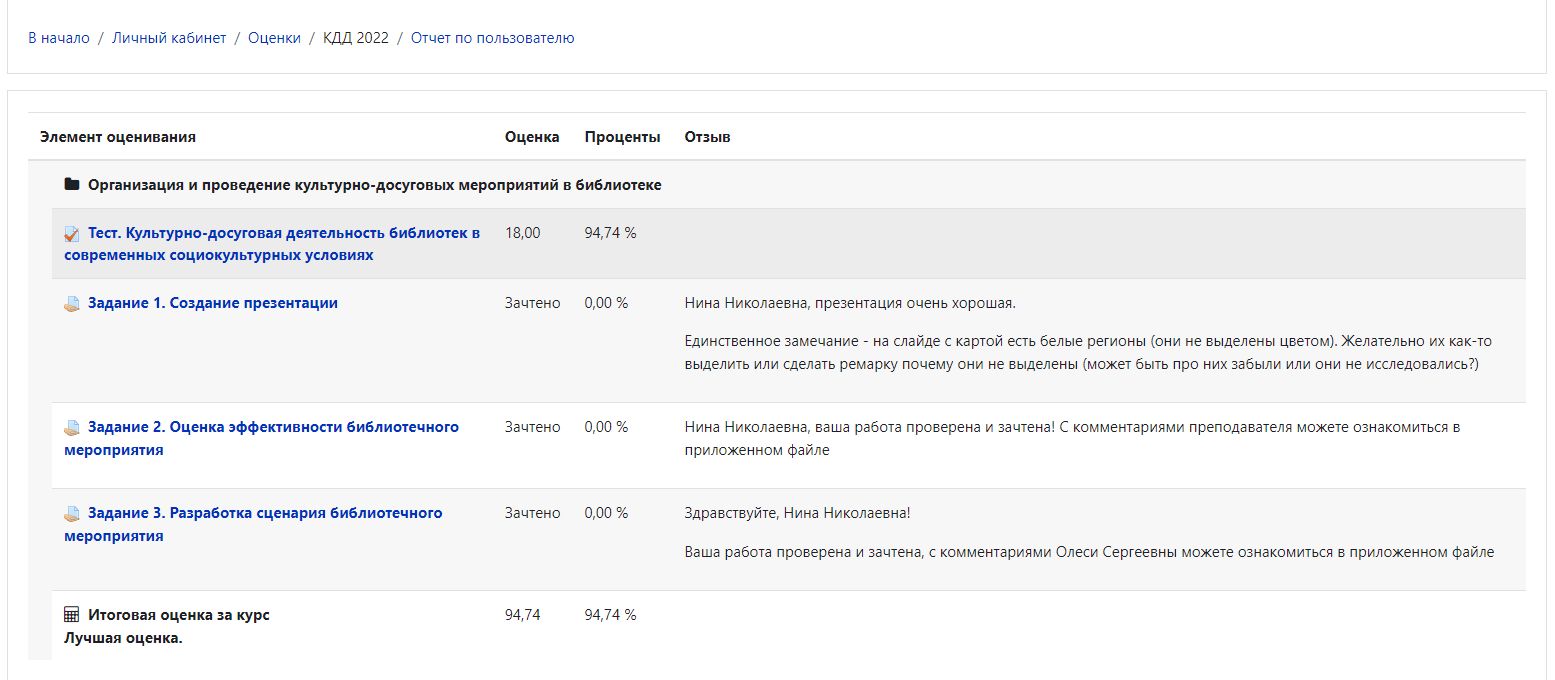 В начало / Личный кабинет / Оценки / КДД 2022 / Отчет по пользователю
Элемент оценивания Оценка Проценты Отзыв
Организация и проведение культурно-досуговых мероприятий в библиотеке
Тест. Культурно-досуговая деятельность библиотек в 18,00 94,74 %
современных социокультурных условиях
Задание 1. Создание презентации Зачтено 0,00 % Нина Николаевна, презентация очень хорошая.
Единственное замечание - на слайде с картой есть белые регионы (они не выделены цветом). Желательно их как-то
выделить или сделать ремарку почему они не выделены (может быть про них забыли или они не исследовались?)
Задание 2. Оценка эффективности библиотечного Зачтено 0,00 % Нина Николаевна, ваша работа проверена и зачтена! С комментариями преподавателя можете ознакомиться в
мероприятия приложенном файле
Задание 3. Разработка сценария библиотечного Зачтено 0,00 % Здравствуйте, Нина Николаевна!
мероприятия
Ваша работа проверена и зачтена, с комментариями Олеси Сергеевны можете ознакомиться в приложенном файле
Итоговая оценка за курс 94,74 94,74 %
Лучшая оценка.